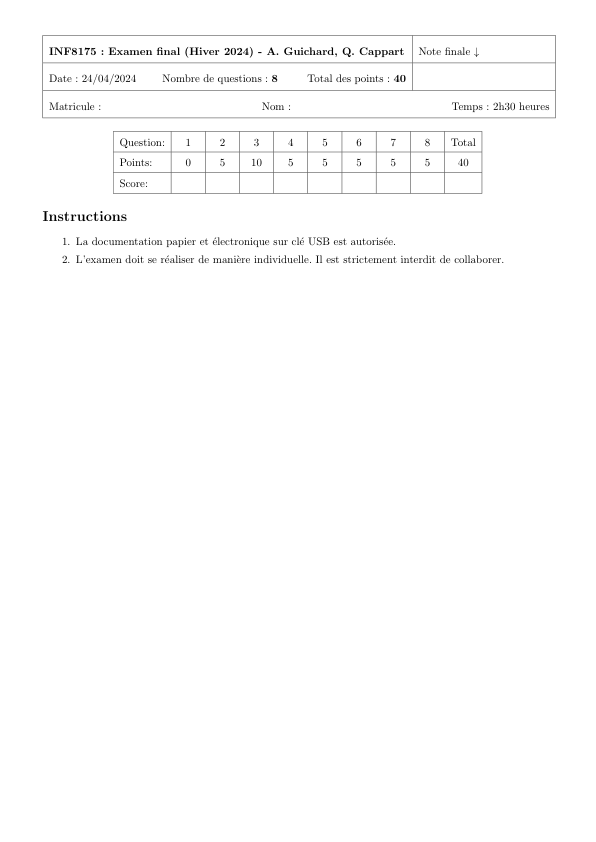 INF8175 : Examen final (Hiver 2024) - A. Guichard, Q. Cappart Note finale ↓
Date : 24/04/2024 Nombre de questions : 8 Total des points : 40
Matricule : Nom : Temps : 2h30 heures
Question: 1 2 3 4 5 6 7 8 Total
Points: 0 5 10 5 5 5 5 5 40
Score:
Instructions
1. La documentation papier et électronique sur clé USB est autorisée.
2. L'examen doit se réaliser de manière individuelle. Il est strictement interdit de collaborer.